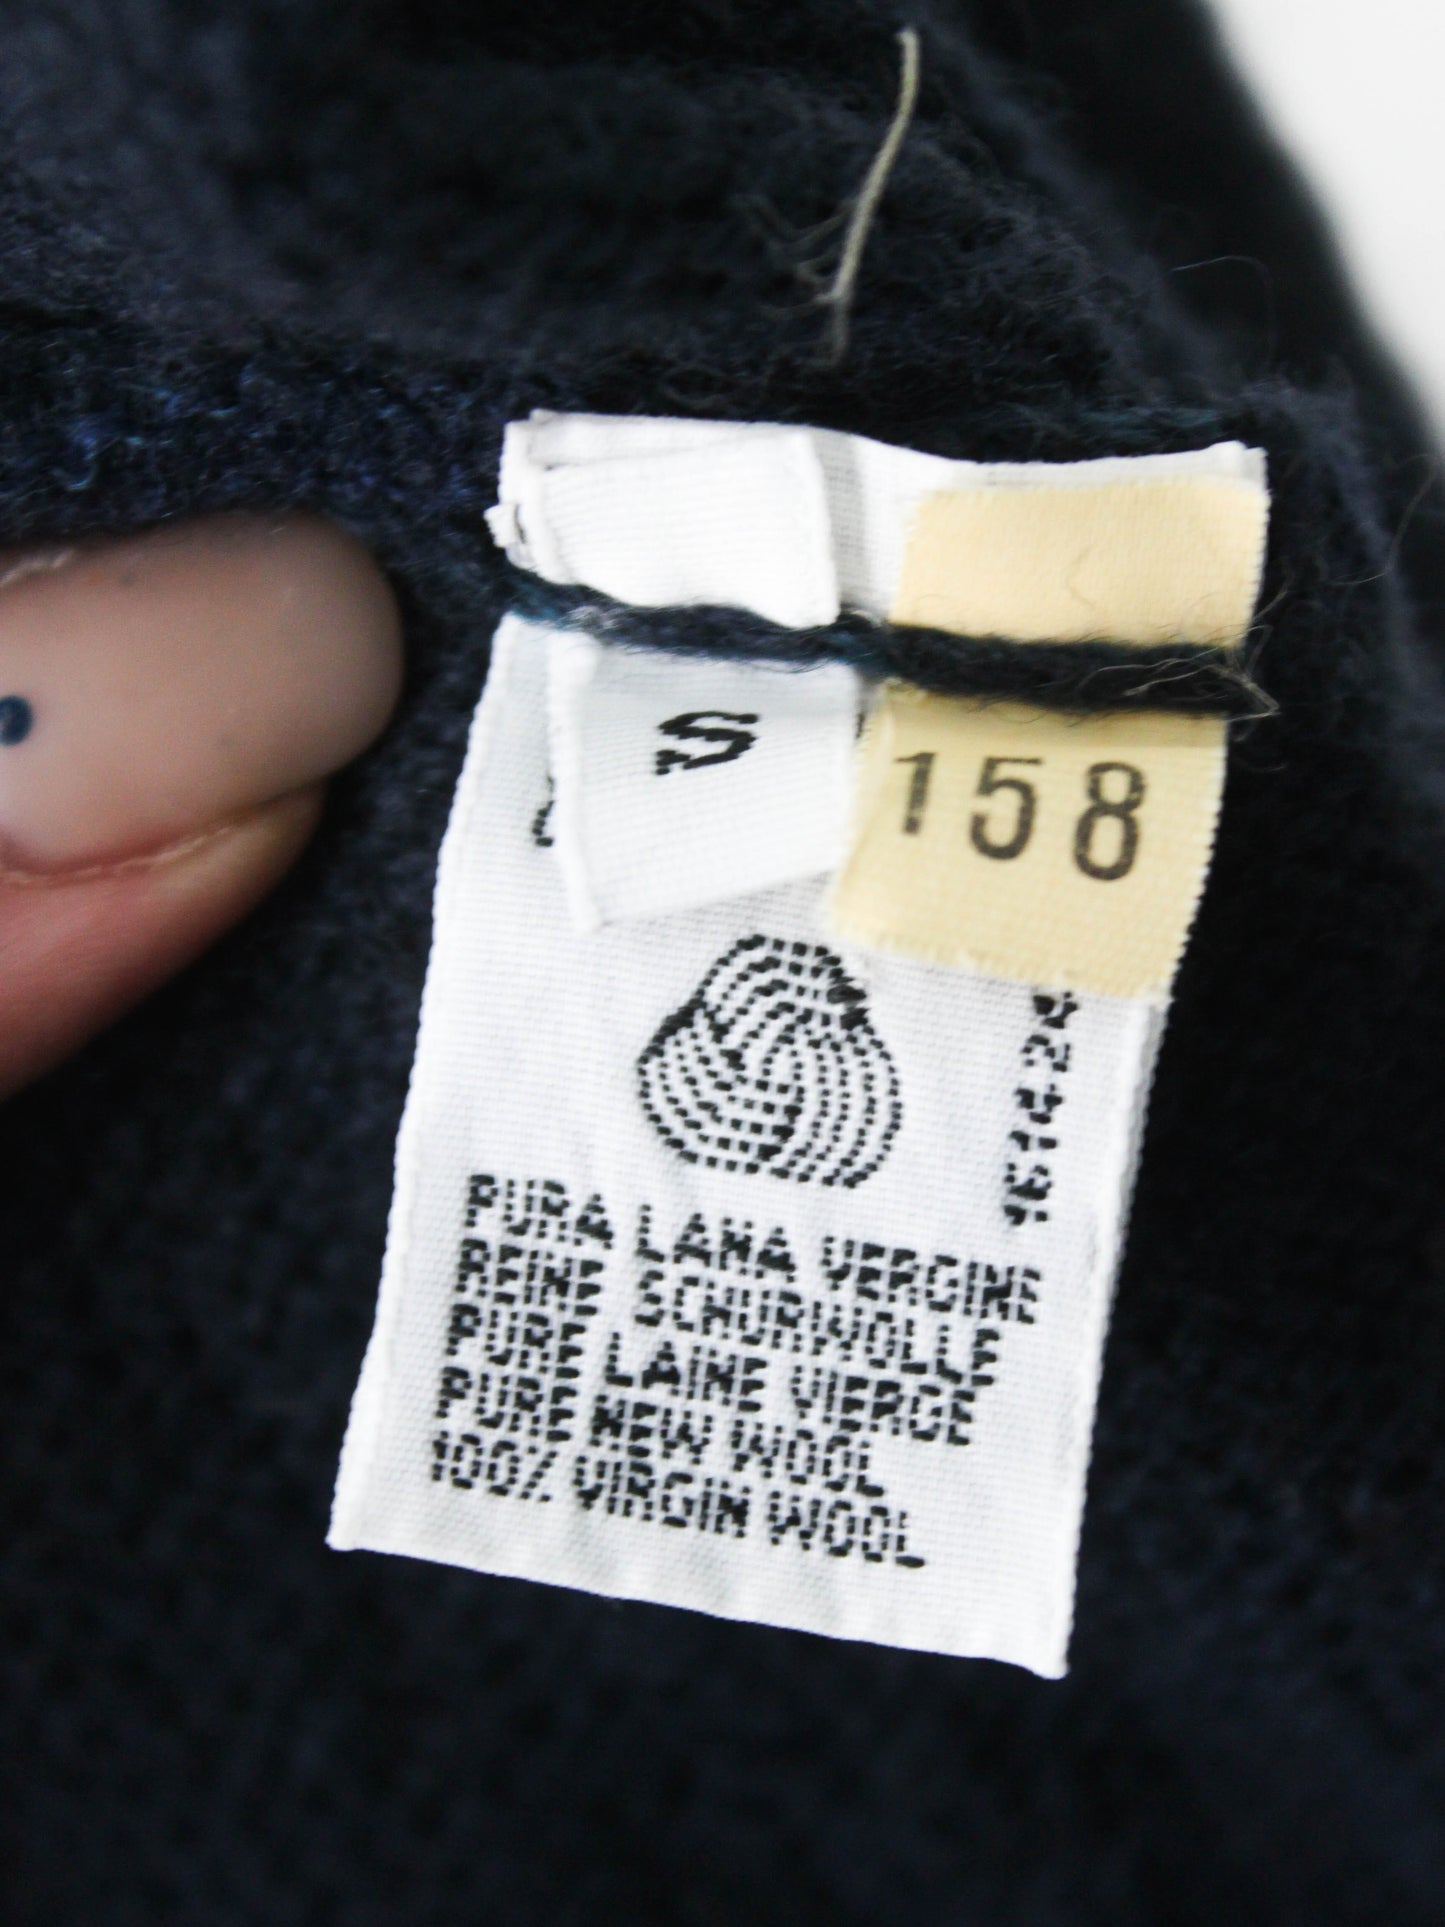 S
158
PURA LANA VERGINE
REINE SCHURWOLLE
PURE LAINE VIERGE
PURE NEW WOOL
100% VIRGIN WOOL